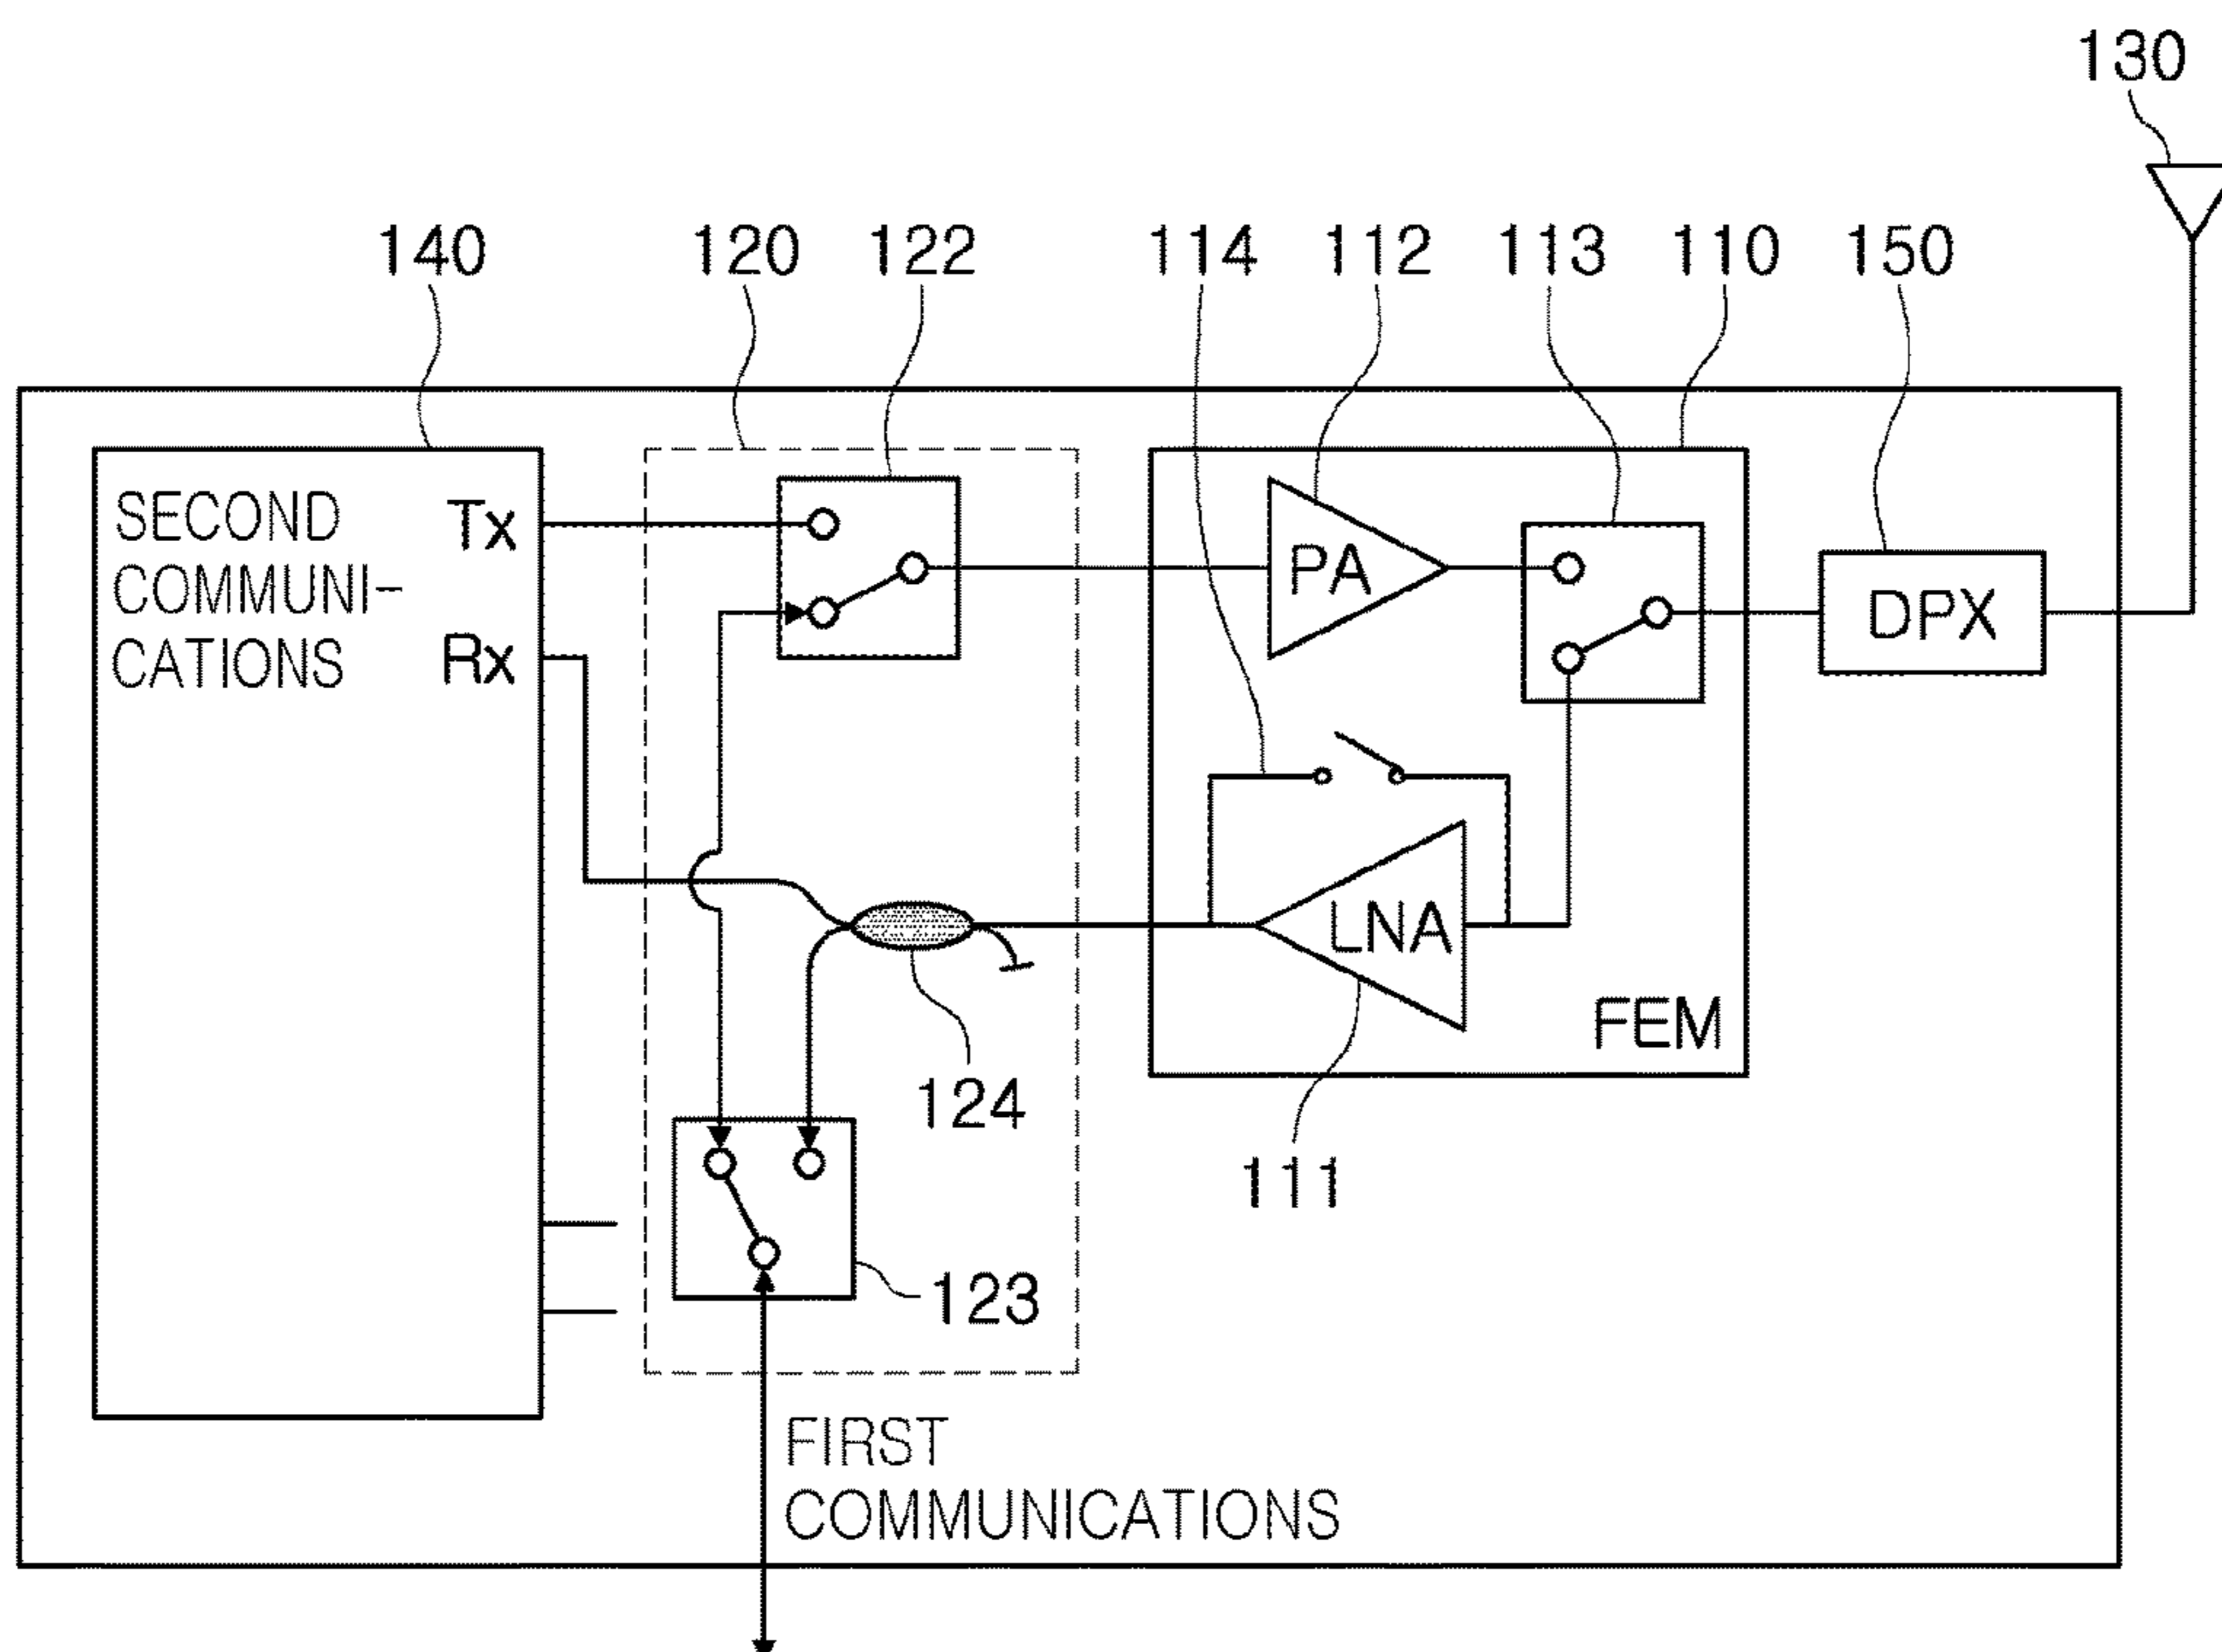 130
140
120
122
114
112
113
110
150
SECOND
COMMUNI-
CATIONS
Tx
Rx
PA
DPX
LNA
FEM
124
111
123
FIRST
COMMUNICATIONS